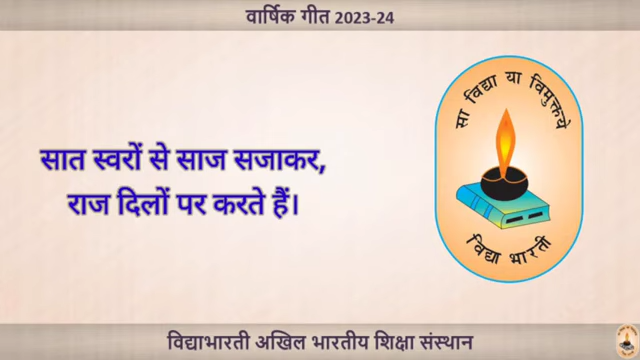 वार्षिक गीत 2023-24
सात स्वरों से साज सजाकर,
राज दिलों पर करते हैं।
सा विद्या या विमुक्तये
विद्या भारती
विद्याभारती अखिल भारतीय शिक्षा संस्थान